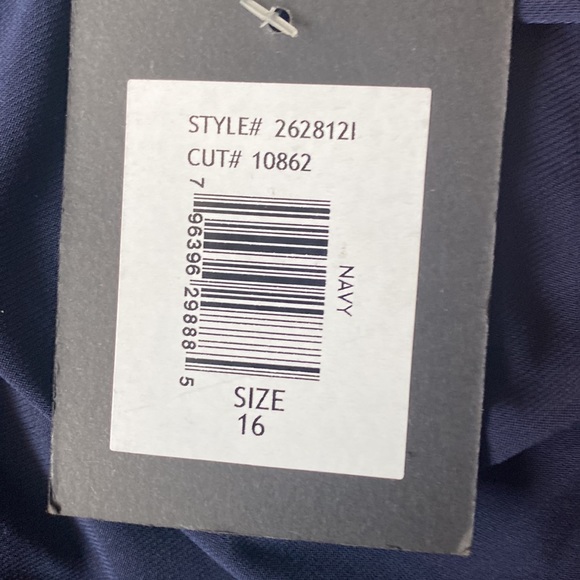 STYLE# 262812I
CUT# 10862
7 96396 29888 5
NAVY
SIZE
16